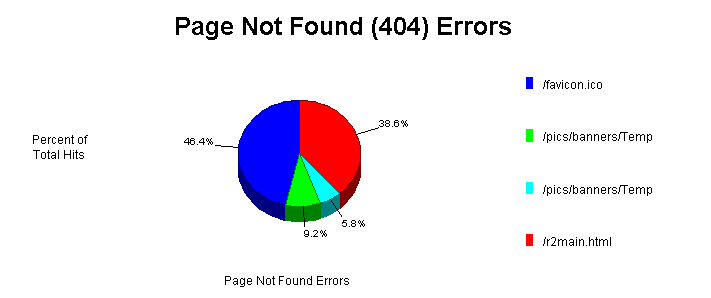 Page Not Found (404) Errors
/favicon.ico
38.6%
46.4%
Percent of
Total Hits
/pics/banners/Temp
/pics/banners/Temp
5.8%
9.2%
/r2main.html
Page Not Found Errors